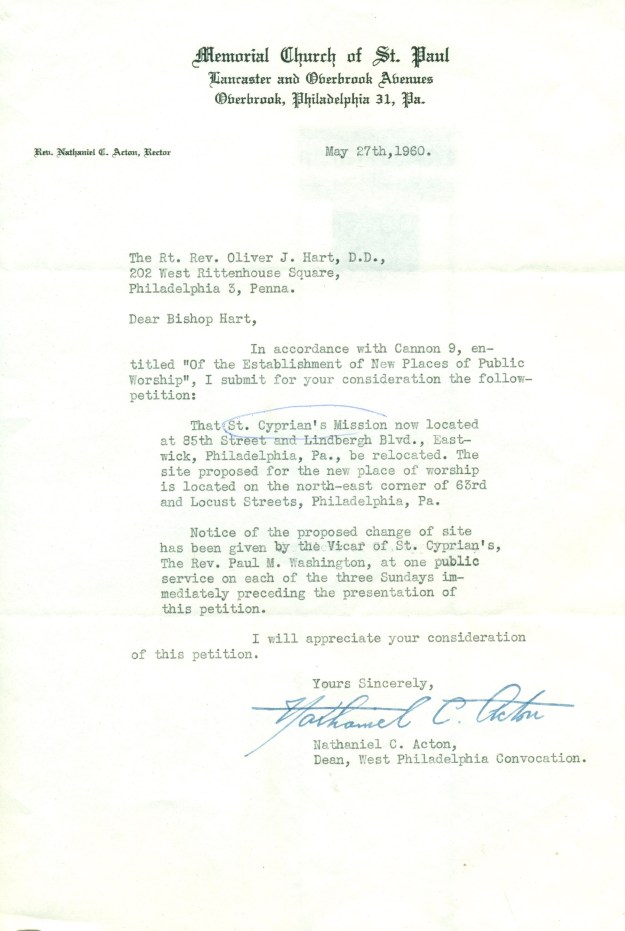 Memorial Church of St. Paul
Lancaster and Overbrook Avenues
Overbrook, Philadelphia 31, Pa.
Rev. Nathaniel C. Acton, Rector
May 27th,1960.
The Rt. Rev. Oliver J. Hart, D.D.,
202 West Rittenhouse Square,
Philadelphia 3, Penna.
Dear Bishop Hart,
In accordance with Cannon 9, en-
titled "Of the Establishment of New Places of Public
Worship", I submit for your consideration the follow-
petition:
That St. Cyprian's Mission now located
at 85th Street and Lindbergh Blvd., East-
wick, Philadelphia, Pa., be relocated. The
site proposed for the new place of worship
is located on the north-east corner of 63rd
and Locust Streets, Philadelphia, Pa.
Notice of the proposed change of site
has been given by the Vicar of St. Cyprian's,
The Rev. Paul M. Washington, at one public
service on each of the three Sundays im-
mediately preceding the presentation of
this petition.
I will appreciate your consideration
of this petition.
Yours Sincerely,
Nathaniel C. Acton
Nathaniel C. Acton,
Dean, West Philadelphia Convocation.